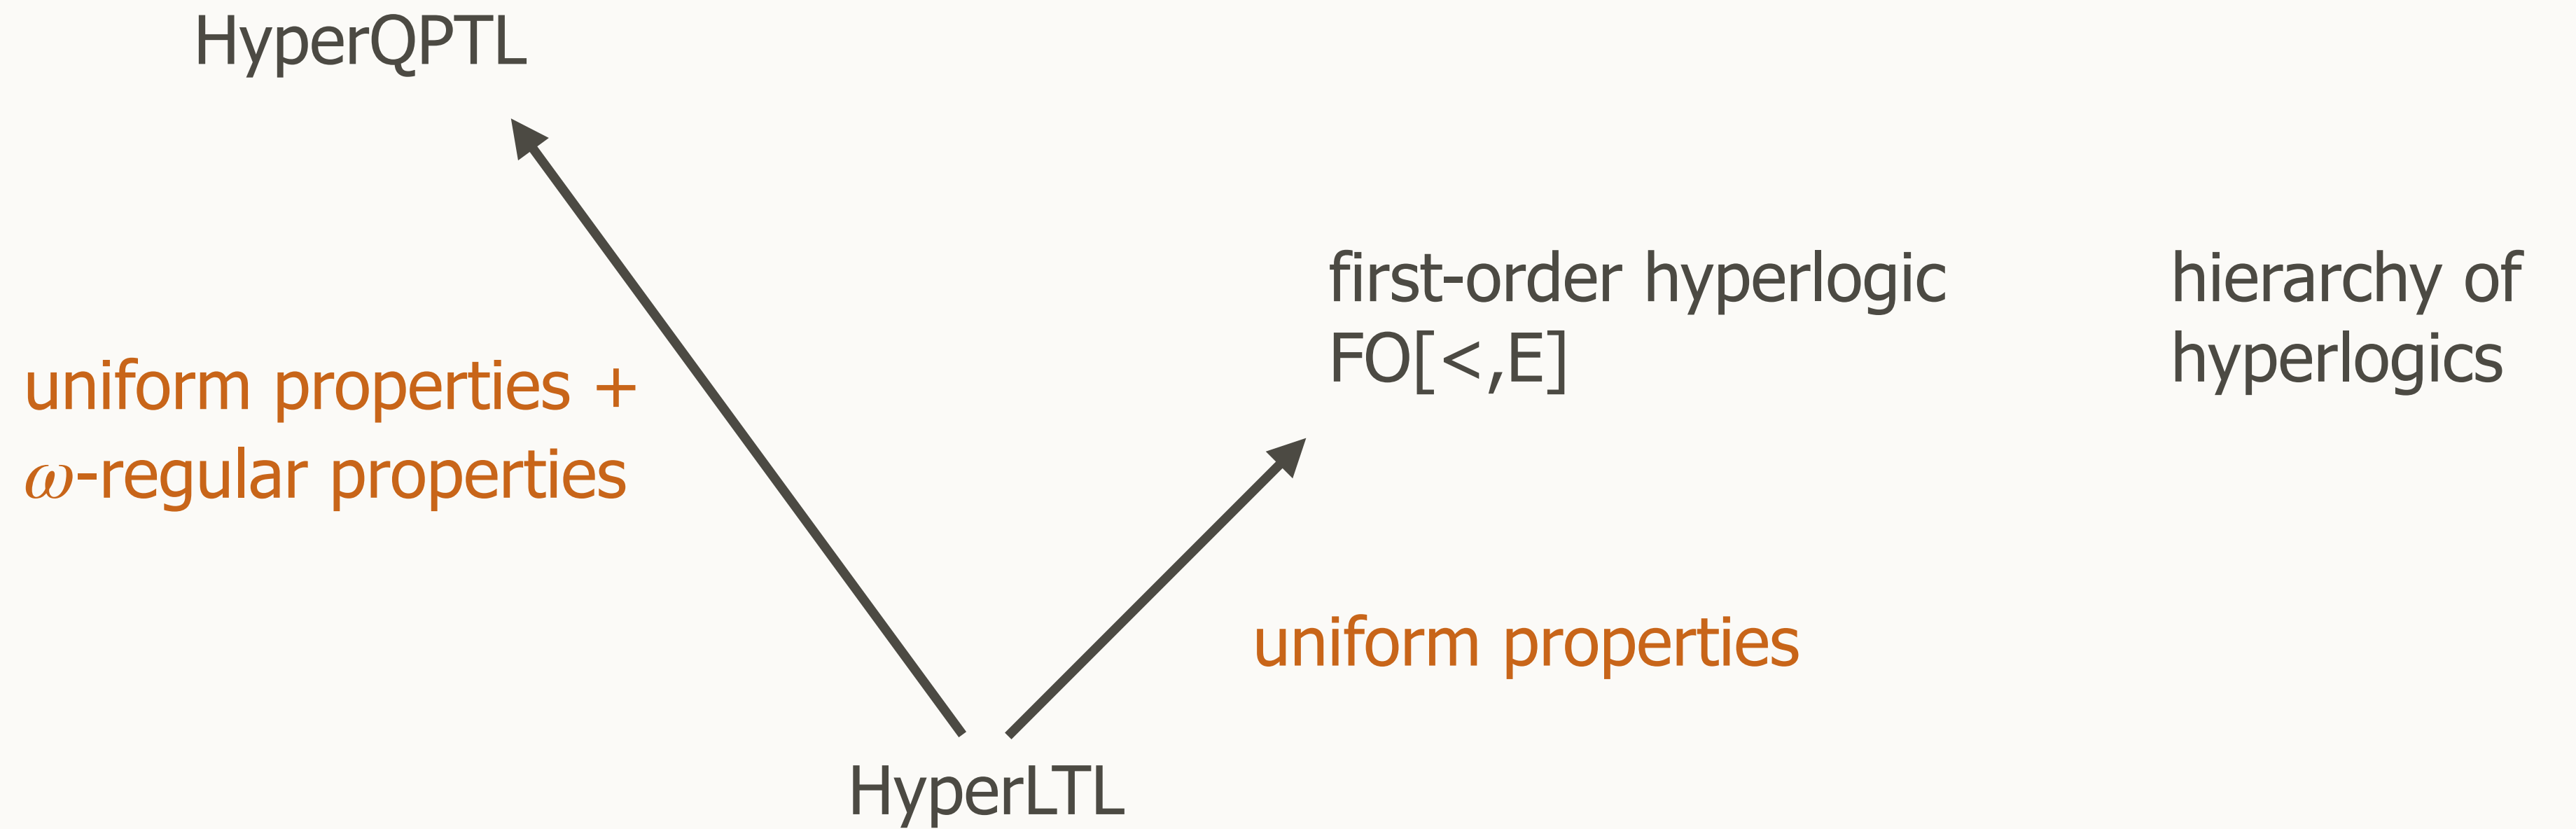 HyperQPTL
first-order hyperlogic
FO[<,E]
hierarchy of
hyperlogics
uniform properties +
ω-regular properties
uniform properties
HyperLTL